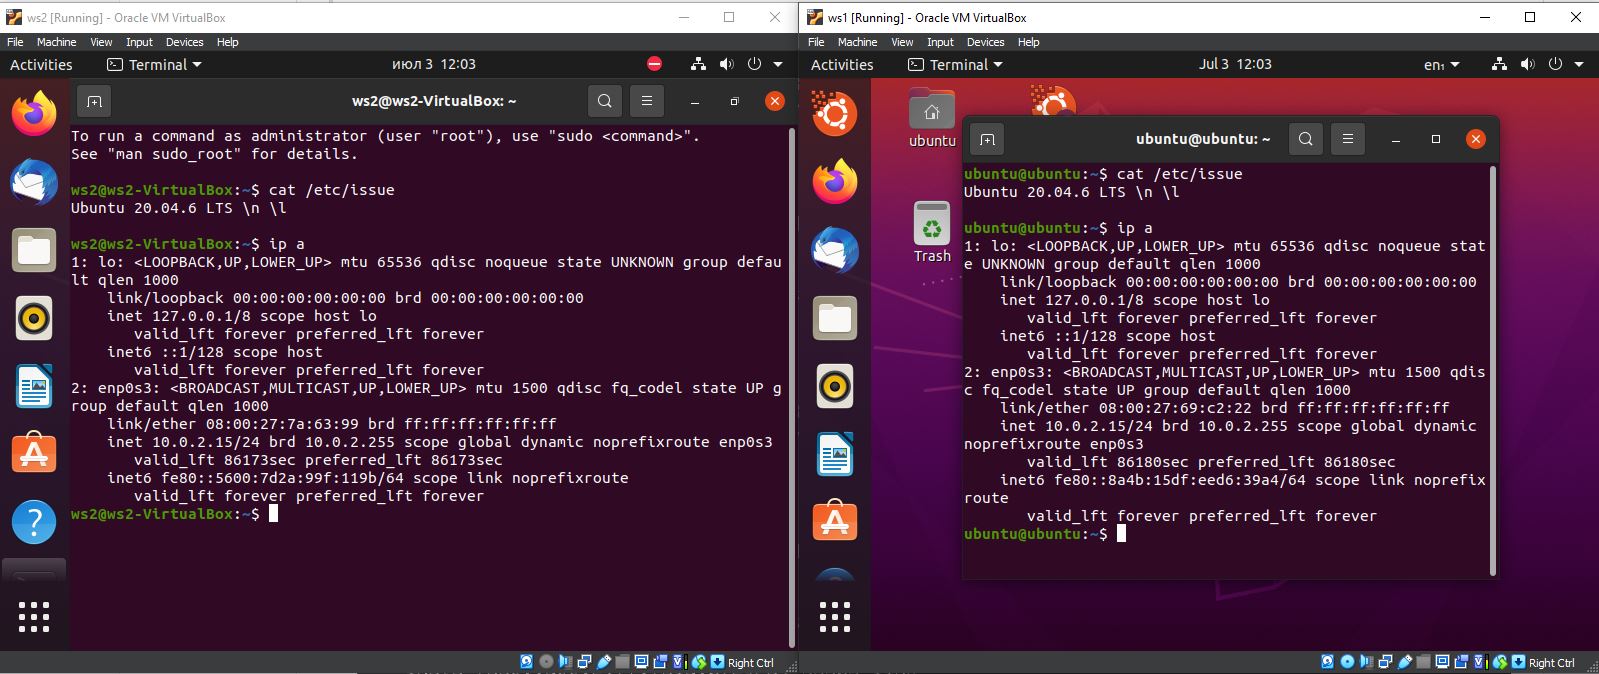 ws2 [Running] - Oracle VM VirtualBox
File Machine View Input Devices Help
Activities Terminal июл 3 12:03
ws2@ws2-VirtualBox: ~
To run a command as administrator (user "root"), use "sudo <command>".
See "man sudo_root" for details.
ws2@ws2-VirtualBox:~$ cat /etc/issue
Ubuntu 20.04.6 LTS \n \l
ws2@ws2-VirtualBox:~$ ip a
1: lo: <LOOPBACK,UP,LOWER_UP> mtu 65536 qdisc noqueue state UNKNOWN group defau
lt qlen 1000
link/loopback 00:00:00:00:00:00 brd 00:00:00:00:00:00
inet 127.0.0.1/8 scope host lo
valid_lft forever preferred_lft forever
inet6 ::1/128 scope host
valid_lft forever preferred_lft forever
2: enp0s3: <BROADCAST,MULTICAST,UP,LOWER_UP> mtu 1500 qdisc fq_codel state UP g
roup default qlen 1000
link/ether 08:00:27:7a:63:99 brd ff:ff:ff:ff:ff:ff
inet 10.0.2.15/24 brd 10.0.2.255 scope global dynamic noprefixroute enp0s3
valid_lft 86173sec preferred_lft 86173sec
inet6 fe80::5600:7d2a:99f:119b/64 scope link noprefixroute
valid_lft forever preferred_lft forever
ws2@ws2-VirtualBox:~$
Right Ctrl
ws1 [Running] - Oracle VM VirtualBox
File Machine View Input Devices Help
Activities Terminal Jul 3 12:03 en₁
ubuntu
Trash
ubuntu@ubuntu: ~
ubuntu@ubuntu:~$ cat /etc/issue
Ubuntu 20.04.6 LTS \n \l
ubuntu@ubuntu:~$ ip a
1: lo: <LOOPBACK,UP,LOWER_UP> mtu 65536 qdisc noqueue stat
e UNKNOWN group default qlen 1000
link/loopback 00:00:00:00:00:00 brd 00:00:00:00:00:00
inet 127.0.0.1/8 scope host lo
valid_lft forever preferred_lft forever
inet6 ::1/128 scope host
valid_lft forever preferred_lft forever
2: enp0s3: <BROADCAST,MULTICAST,UP,LOWER_UP> mtu 1500 qdis
c fq_codel state UP group default qlen 1000
link/ether 08:00:27:69:c2:22 brd ff:ff:ff:ff:ff:ff
inet 10.0.2.15/24 brd 10.0.2.255 scope global dynamic
noprefixroute enp0s3
valid_lft 86180sec preferred_lft 86180sec
inet6 fe80::8a4b:15df:eed6:39a4/64 scope link noprefix
route
valid_lft forever preferred_lft forever
ubuntu@ubuntu:~$
Right Ctrl